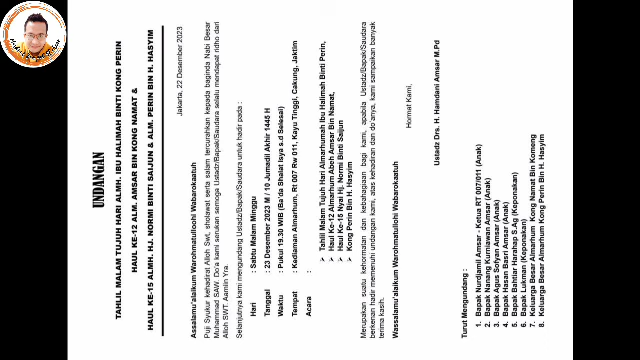 UNDANGAN
TAHLIL MALAM TUJUH HARI ALMH. IBU HALIMAH BINTI KONG PERIN
HAUL KE-12 ALM. AMSAR BIN KONG NAMAT &
HAUL KE-15 ALMH. HJ. NORMI BINTI SAIJUN & ALM. PERIN BIN H. HASYIM
Jakarta, 22 Desember 2023
Assalamu'alaikum Warohmatulloohi Wabarokaatuh
Puji Syukur kehadirat Alloh Swt, sholawat serta salam tercurahkan kepada baginda Nabi Besar
Muhammad SAW. Do'a kami serukan semoga Ustadz/Bapak/Saudara selalu mendapat ridho dari
Alloh SWT. Aamiin Yra.
Selanjutnya kami mengundang Ustadz/Bapak/Saudara untuk hadir pada :
Hari : Sabtu Malam Minggu
Tanggal : 23 Desember 2023 M / 10 Jumadil Akhir 1445 H
Waktu : Pukul 19.30 WIB (Ba'da Shalat Isya s.d Selesai)
Tempat : Kediaman Almarhum, Rt 007 Rw 011, Kayu Tinggi, Cakung, Jaktim
Acara :
➢ Tahlil Malam Tujuh Hari Almarhumah Ibu Halimah Binti Perin,
➢ Haul Ke-12 Almarhum Abeh Amsar Bin Namat,
➢ Haul Ke-15 Nyai Hj. Normi Binti Saijun
➢ Kong Perin Bin H. Hasyim
Merupakan suatu kehormatan dan kebahagiaan bagi kami, apabila Ustadz/Bapak/Saudara
berkenan hadir memenuhi undangan kami, atas kehadiran dan do'anya, kami sampaikan banyak
terima kasih.
Wassalamu'alaikum Warohmatullohi Wabarokaatuh
Hormat Kami,
Ustadz Drs. H. Hamdani Amsar M.Pd
Turut Mengundang :
1. Bapak Nurdjamil Amsar - Ketua RT 007/011 (Anak)
2. Bapak Nanang Kurniawan Amsar (Anak)
3. Bapak Agus Sofyan Amsar (Anak)
4. Bapak Hasan Basri Amsar (Anak)
5. Bapak Bahtiar Harahap S.Ag (Keponakan)
6. Bapak Lukman (Keponakan)
7. Keluarga Besar Almarhum Kong Namat Bin Komeng
8. Keluarga Besar Almarhum Kong Perin Bin H. Hasyim